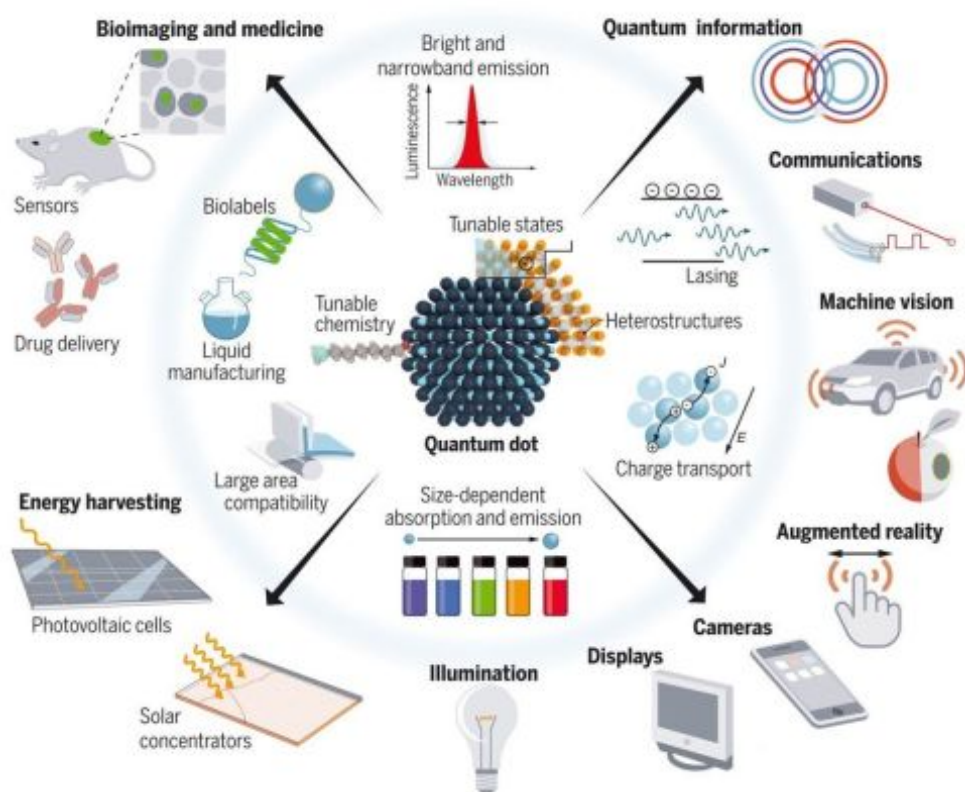 Bioimaging and medicine
Sensors
Drug delivery
Bright and
narrowband emission
Luminescence
Wavelength
Quantum information
Communications
Biolabels
Liquid
manufacturing
Tunable
chemistry
Tunable states
−
Heterostructures
Quantum dot
− − − −
Lasing
Machine vision
J
−
+ −
+
E
Charge transport
Large area
compatibility
Size-dependent
absorption and emission
Energy harvesting
Photovoltaic cells
Solar
concentrators
Illumination
Displays
Cameras
Augmented reality